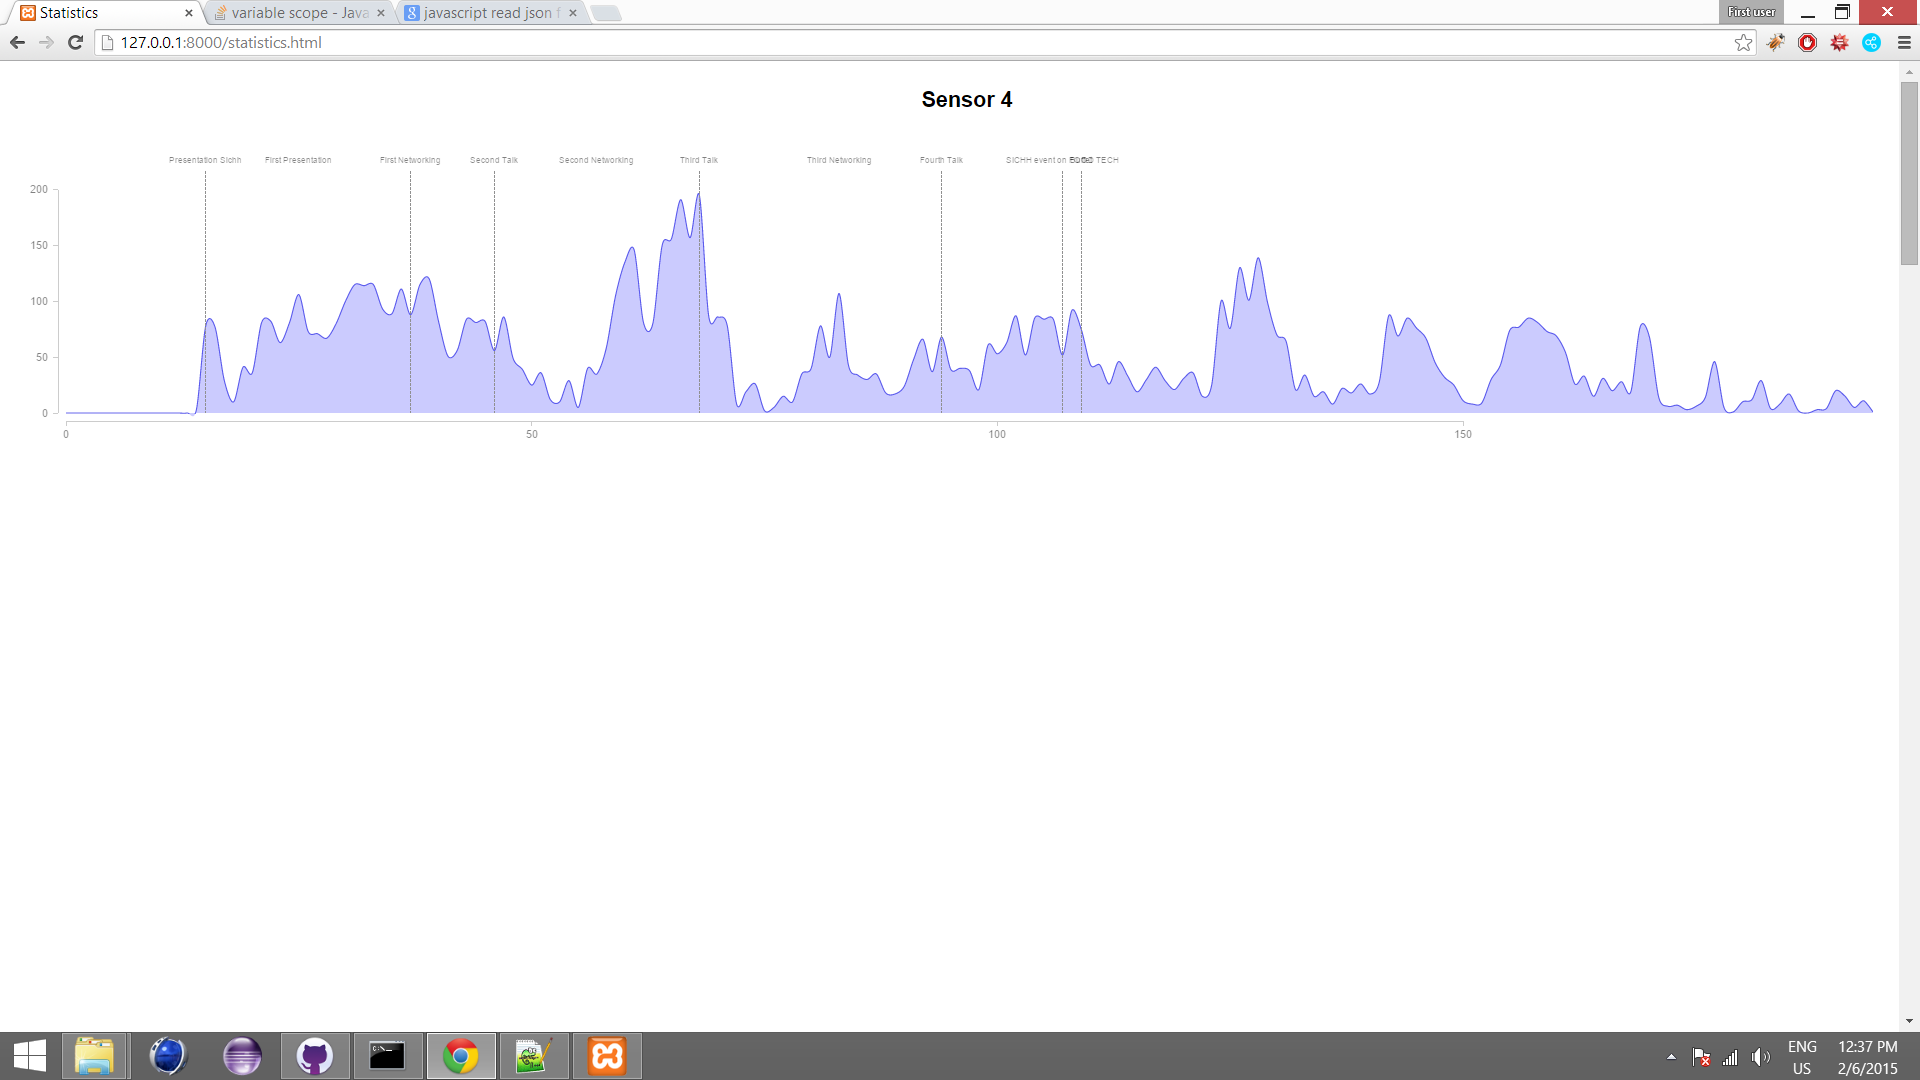 Statistics
variable scope - Java
javascript read json f
First user
127.0.0.1:8000/statistics.html
Sensor 4
Presentation Sichh
First Presentation
First Networking
Second Talk
Second Networking
Third Talk
Third Networking
Fourth Talk
SICHH event on
TECH
200
150
100
50
0
0
50
100
150
ENG
US
12:37 PM
2/6/2015